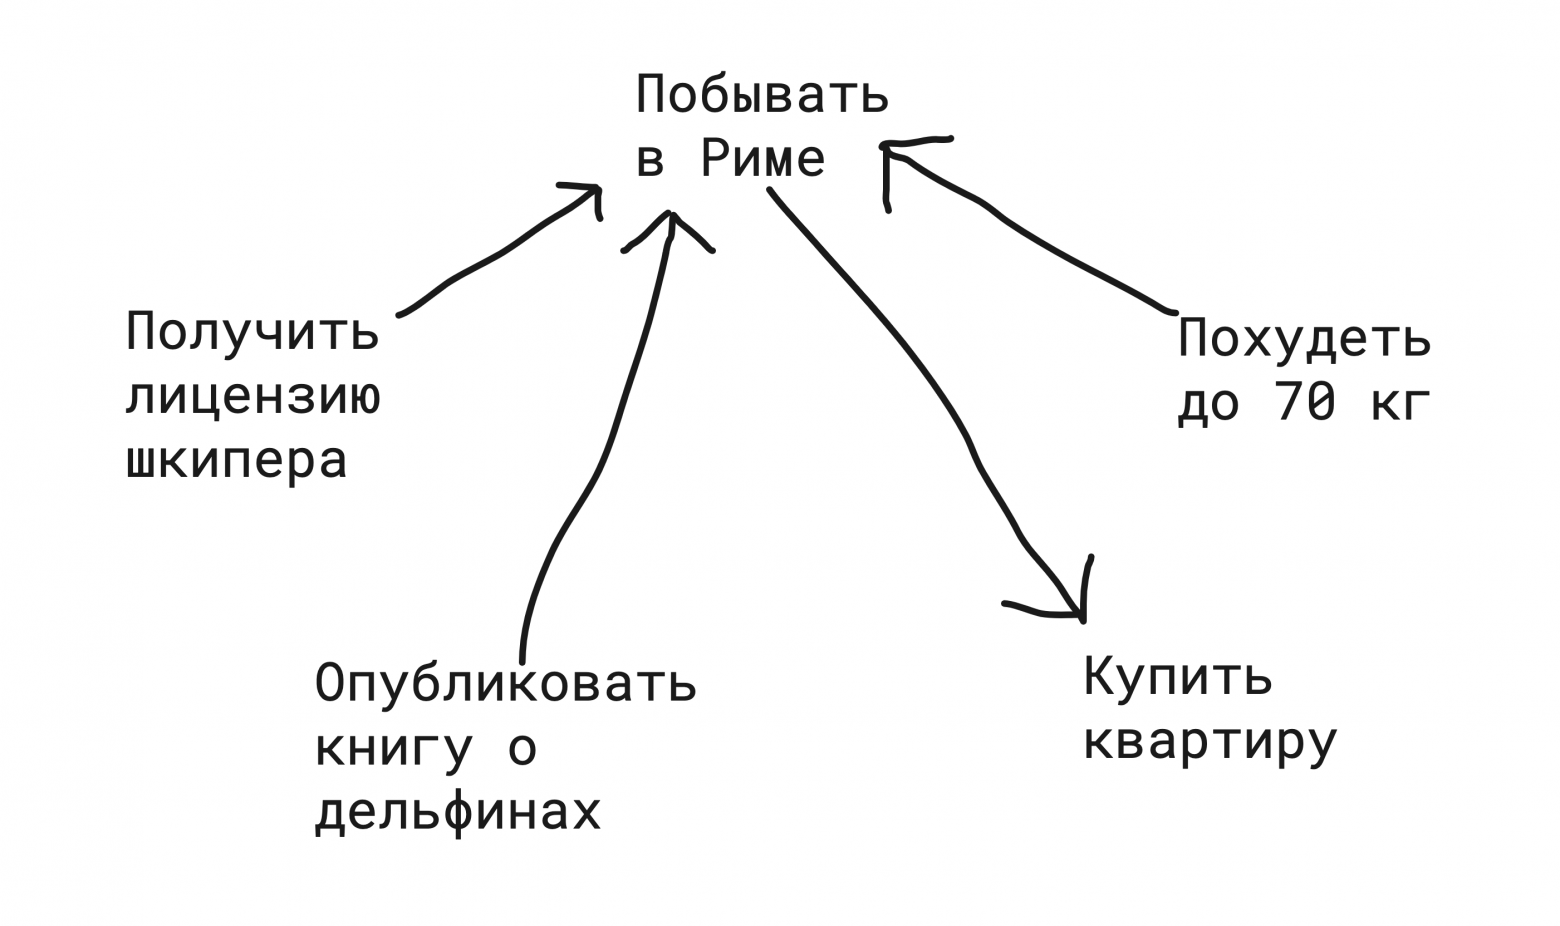 Побывать
в Риме
Получить
лицензию
шкипера
Похудеть
до 70 кг
Опубликовать
книгу о
дельфинах
Купить
квартиру